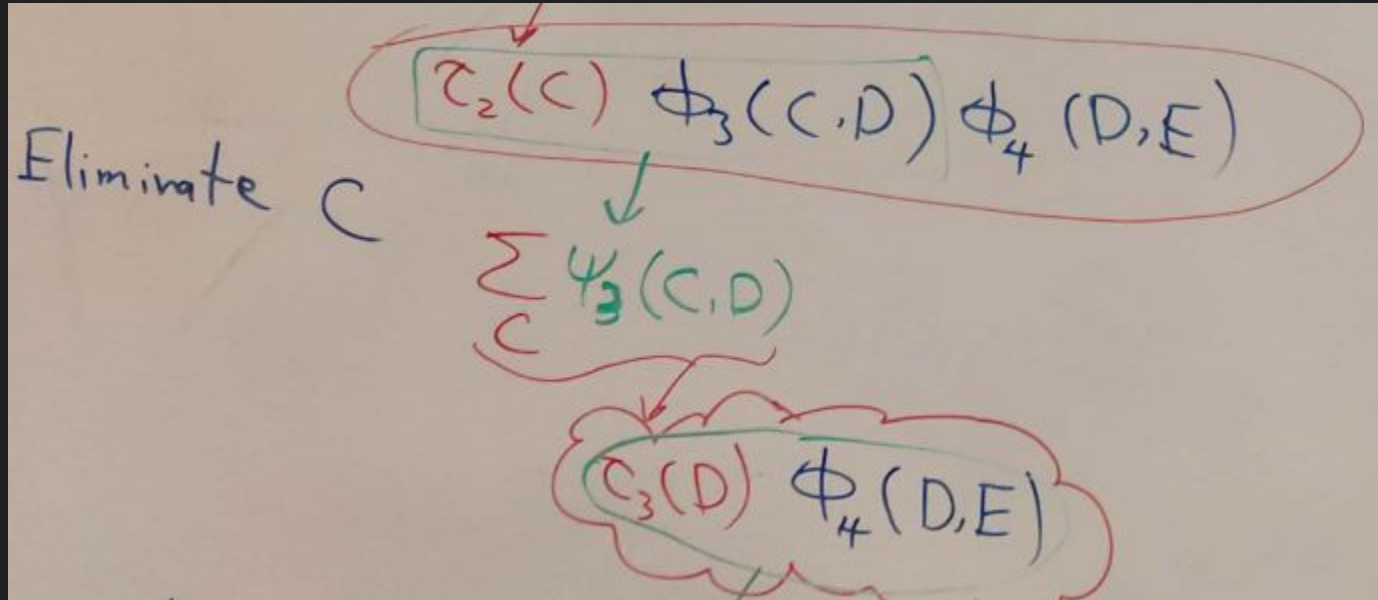 τ₂(C) ϕ₃(C,D) ϕ₄(D,E)
Eliminate C
∑ ψ₃(C,D)
C
τ₃(D) ϕ₄(D,E)